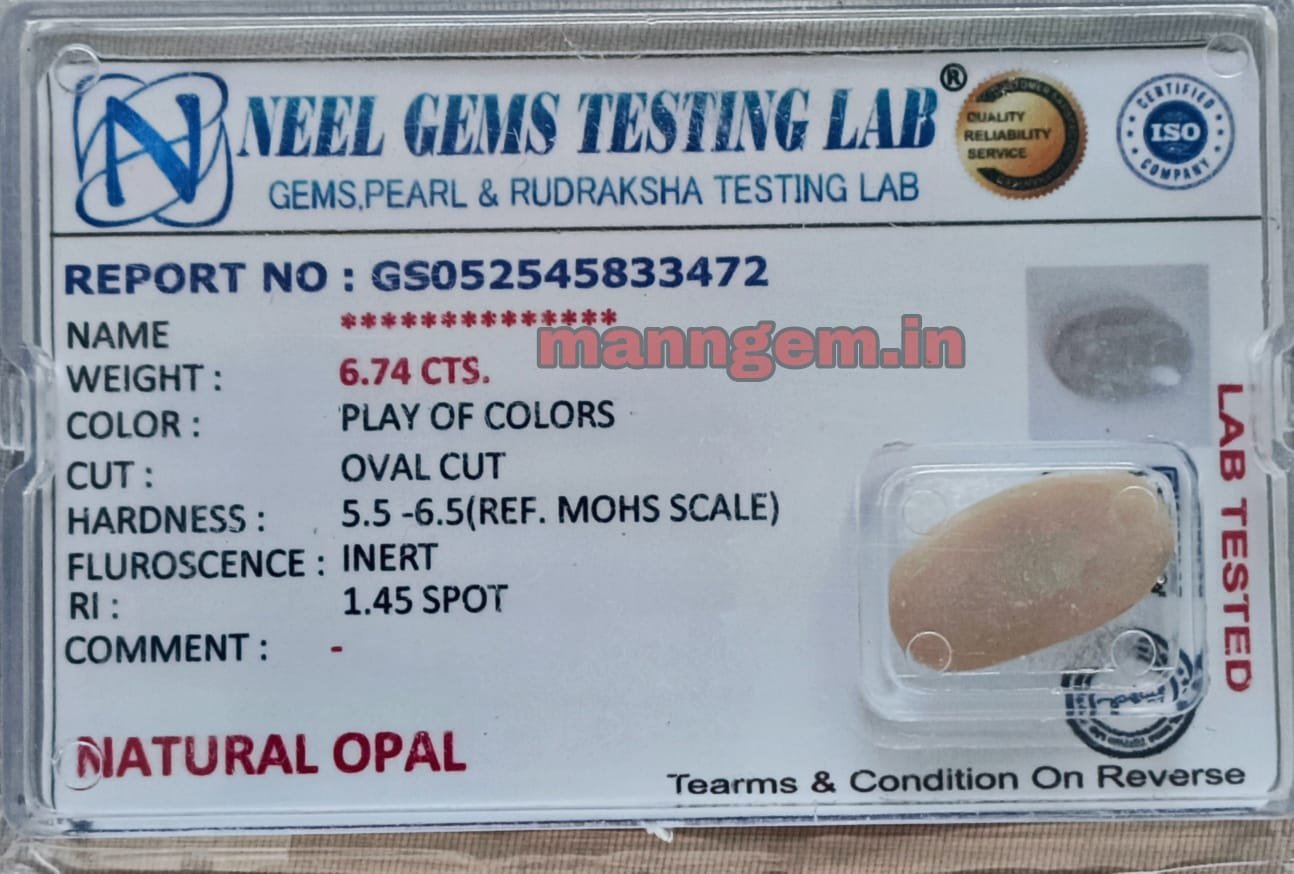 N
NEEL GEMS TESTING LAB®
GEMS,PEARL & RUDRAKSHA TESTING LAB
QUALITY
RELIABILITY
SERVICE
CERTIFIED
ISO
COMPANY
REPORT NO : GS052545833472
NAME **************
manngem.in
WEIGHT : 6.74 CTS.
COLOR : PLAY OF COLORS
CUT : OVAL CUT
HARDNESS : 5.5 -6.5(REF. MOHS SCALE)
FLUROSCENCE : INERT
RI : 1.45 SPOT
COMMENT : -
LAB TESTED
NATURAL OPAL
Tearms & Condition On Reverse